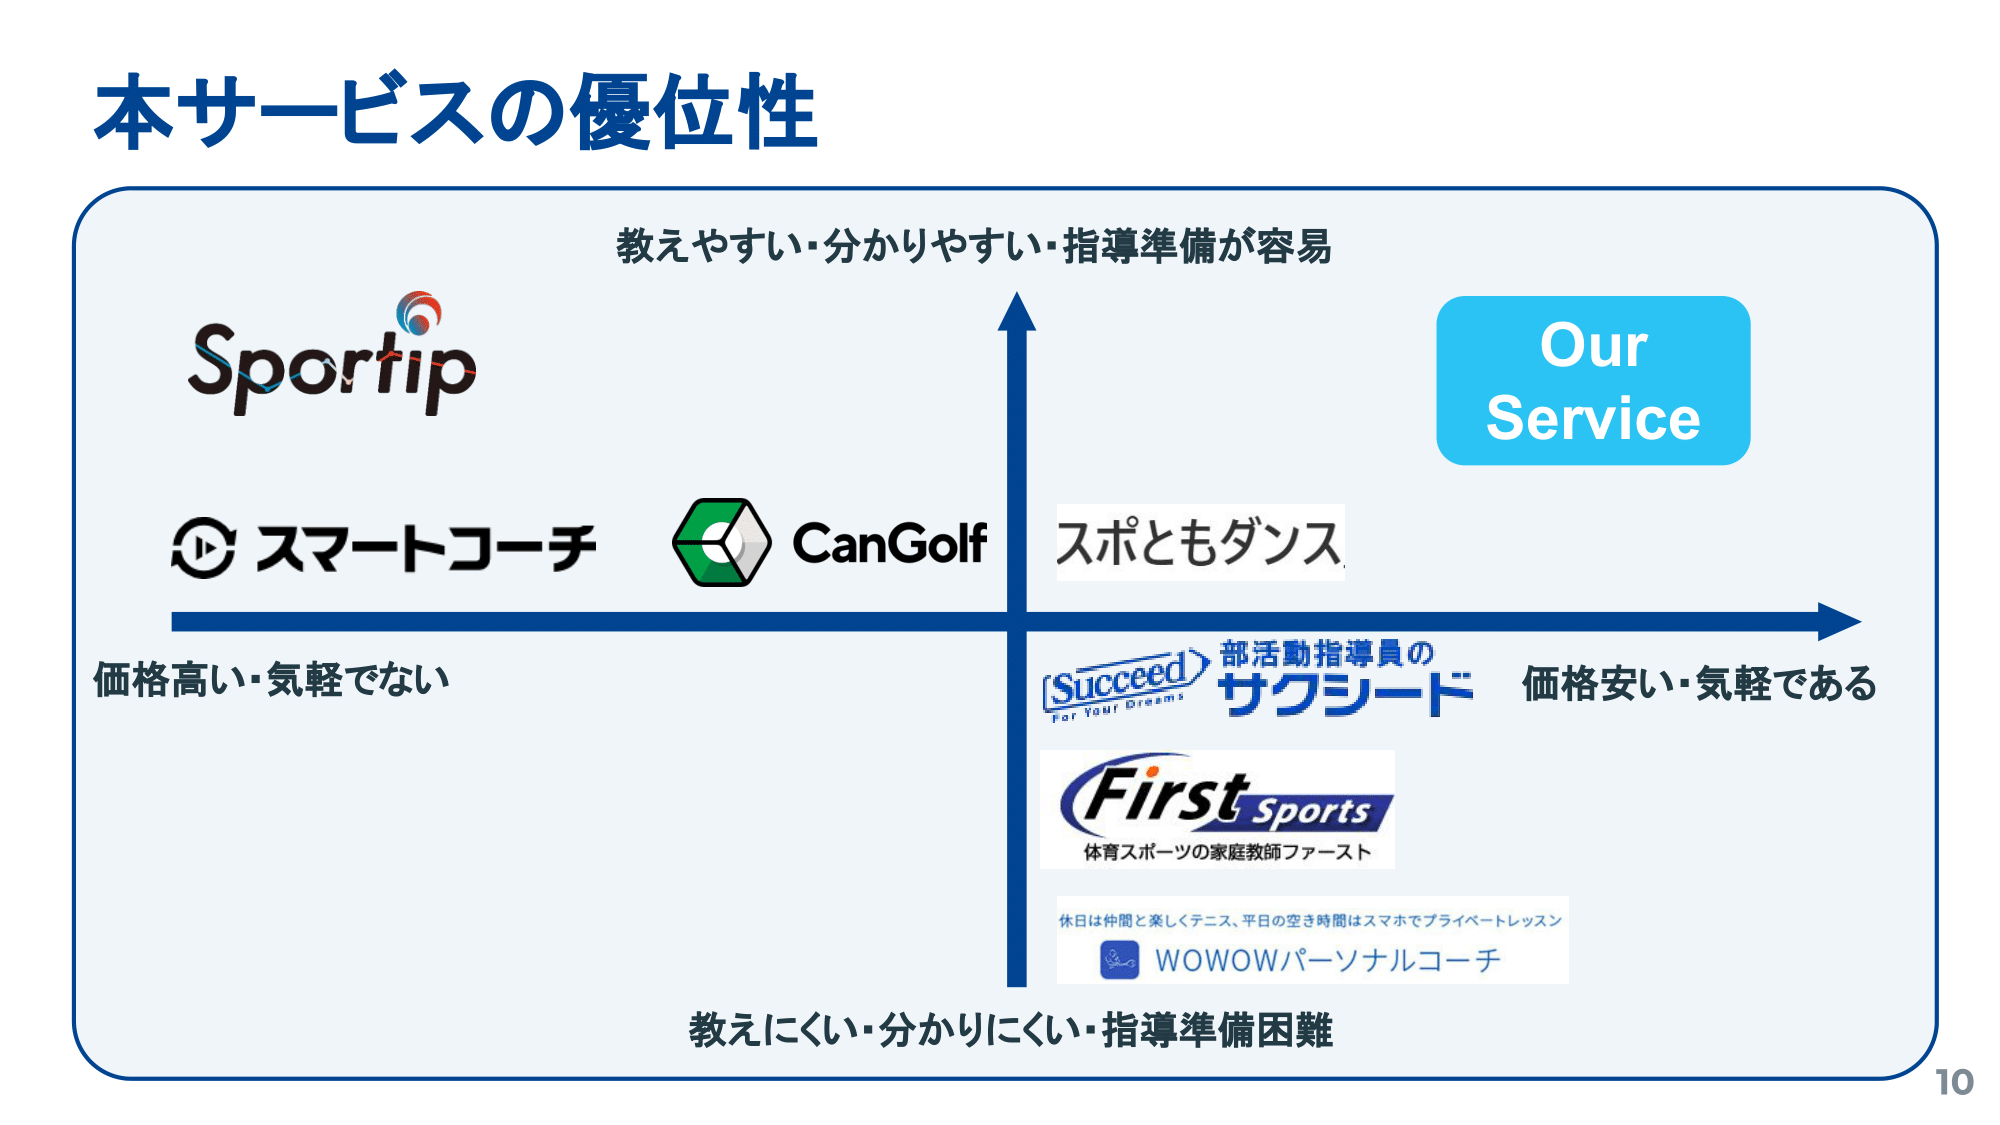 本サービスの優位性
教えやすい・分かりやすい・指導準備が容易
Sportip
Our
Service
スマートコーチ
CanGolf
スポともダンス
価格高い・気軽でない
Succeed
For Your Dreams
部活動指導員の
サクシード
価格安い・気軽である
First Sports
体育スポーツの家庭教師ファースト
休日は仲間と楽しくテニス、平日の空き時間はスマホでプライベートレッスン
WOWOWパーソナルコーチ
教えにくい・分かりにくい・指導準備困難
10